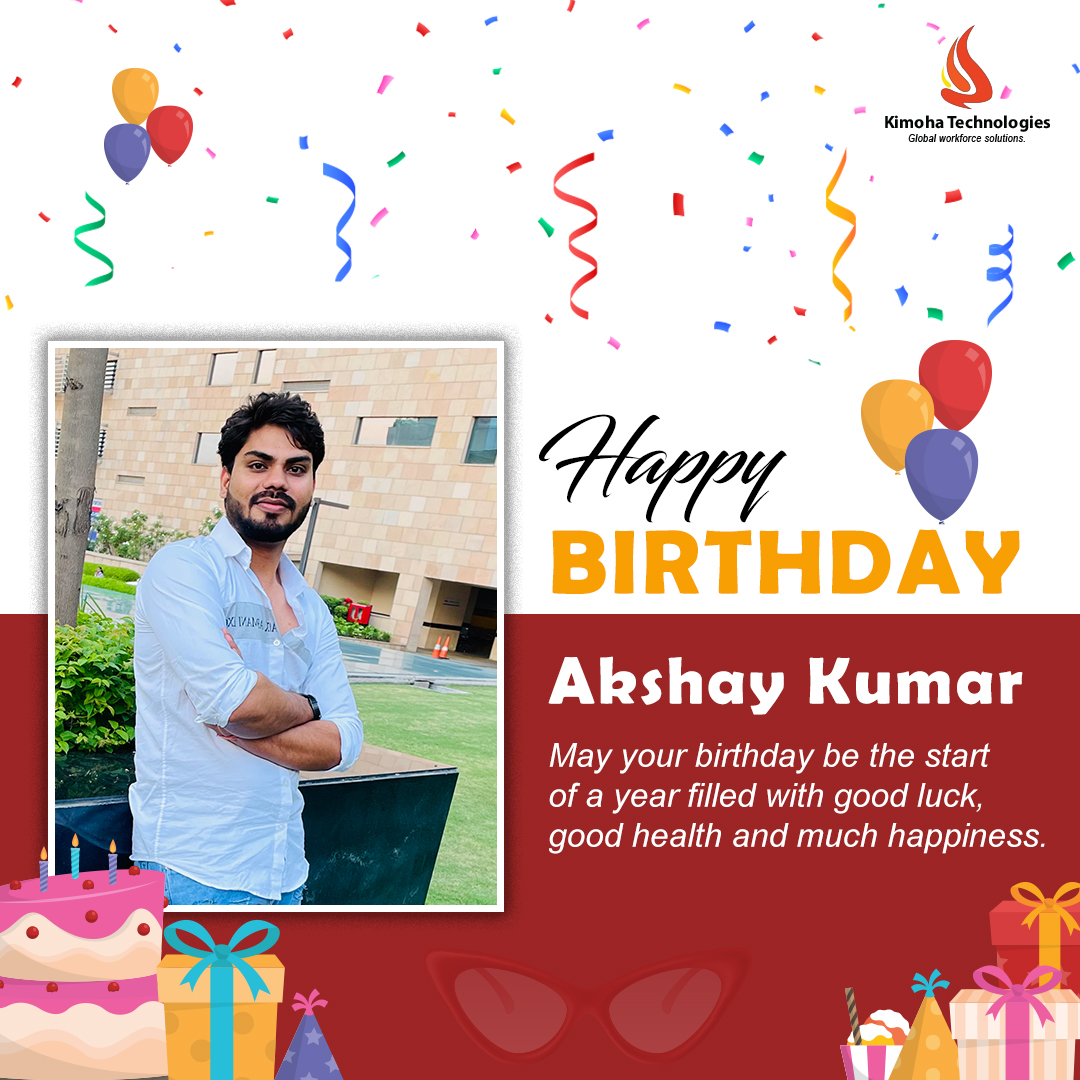 Kimoha Technologies
Global workforce solutions.
Happy
BIRTHDAY
Akshay Kumar
May your birthday be the start
of a year filled with good luck,
good health and much happiness.